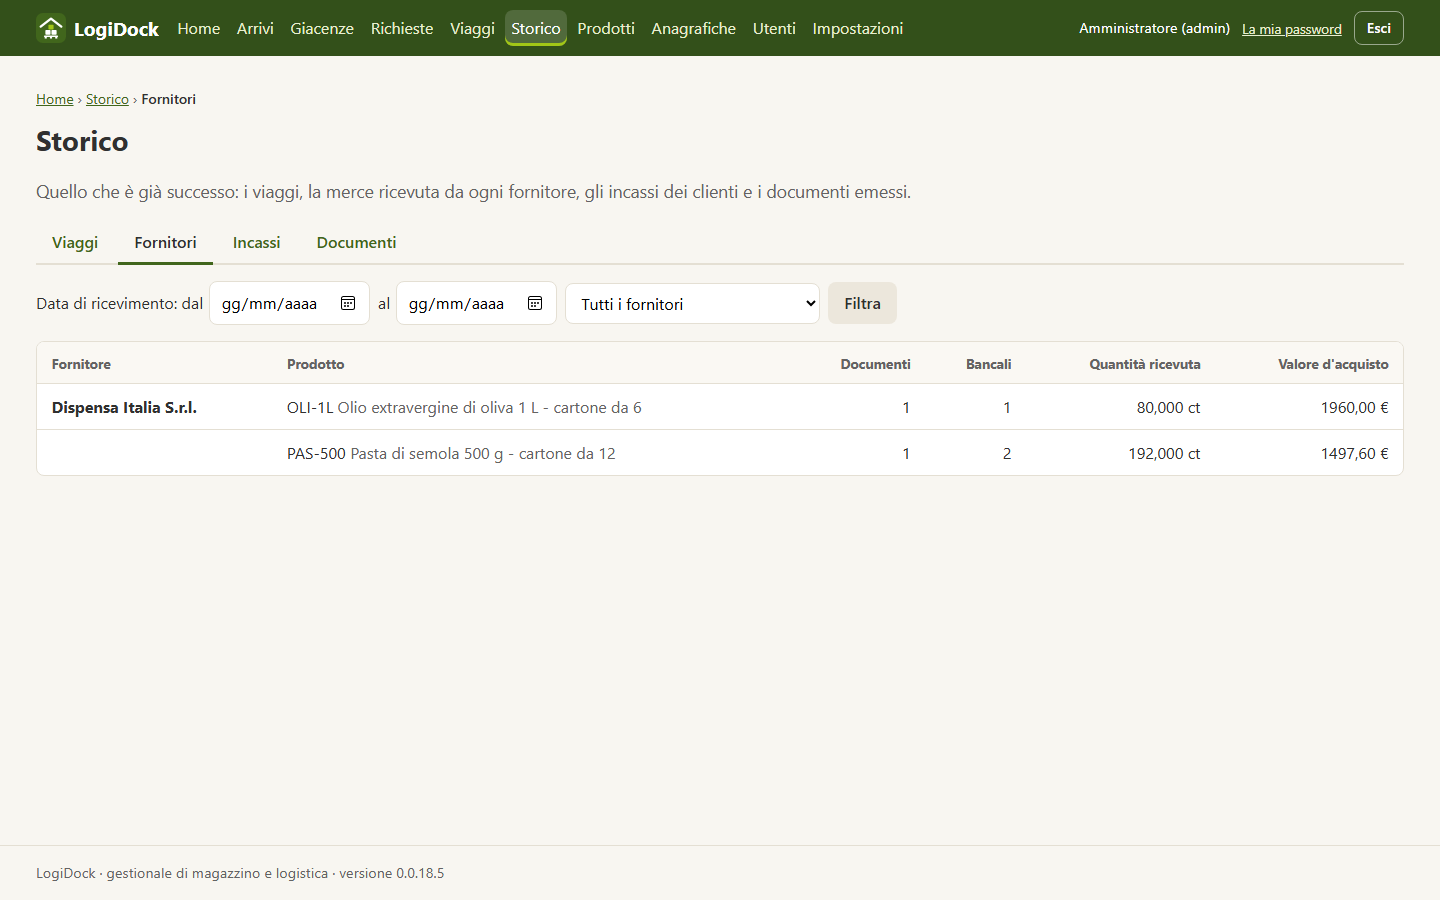 LogiDock Home Arrivi Giacenze Richieste Viaggi Storico Prodotti Anagrafiche Utenti Impostazioni Amministratore (admin) La mia password Esci
Home › Storico › Fornitori
Storico
Quello che è già successo: i viaggi, la merce ricevuta da ogni fornitore, gli incassi dei clienti e i documenti emessi.
Viaggi Fornitori Incassi Documenti
Data di ricevimento: dal gg/mm/aaaa al gg/mm/aaaa Tutti i fornitori Filtra
Fornitore Prodotto Documenti Bancali Quantità ricevuta Valore d'acquisto
Dispensa Italia S.r.l. OLI-1L Olio extravergine di oliva 1 L - cartone da 6 1 1 80,000 ct 1960,00 €
PAS-500 Pasta di semola 500 g - cartone da 12 1 2 192,000 ct 1497,60 €
LogiDock · gestionale di magazzino e logistica · versione 0.0.18.5